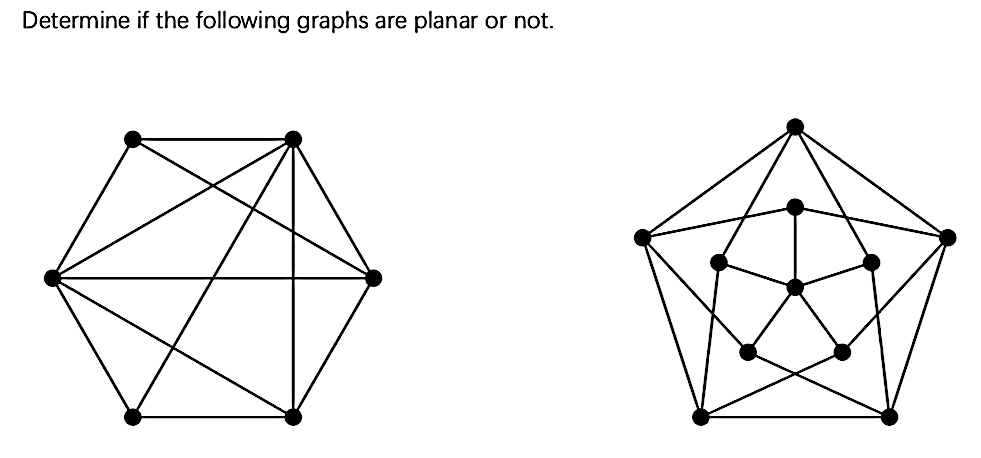 Determine if the following graphs are planar or not.